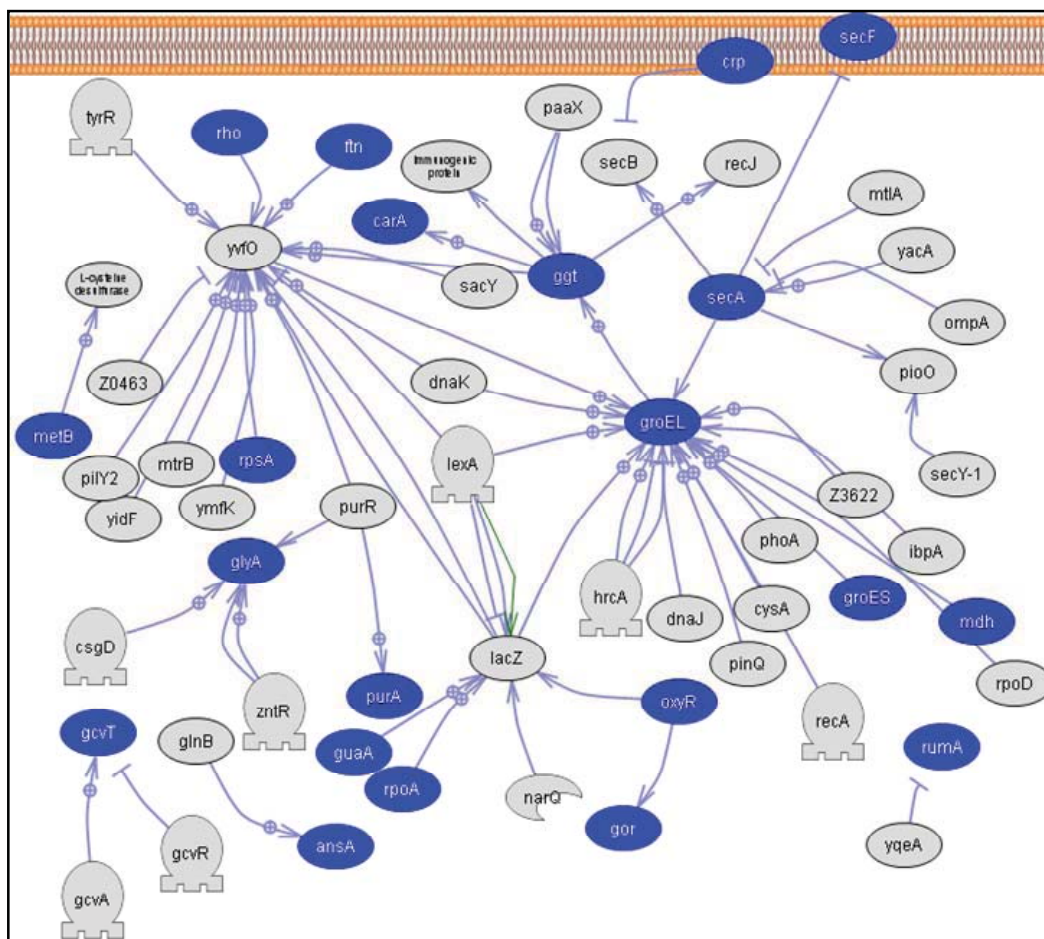 secF
crp
tyrR
paaX
rho
ftn
Immunogenic
protein
secB
recJ
mtlA
carA
yvfO
yacA
L-cysteine
desulfhrase
sacY
ggt
secA
ompA
pioO
Z0463
dnaK
metB
groEL
mtrB
rpsA
lexA
pilY2
secY-1
Z3622
yidF
ymfK
purR
phoA
ibpA
glyA
hrcA
groES
dnaJ
cysA
mdh
csgD
lacZ
pinQ
rpoD
zntR
purA
oxyR
recA
gcvT
glnB
guaA
rumA
rpoA
narQ
gor
ansA
gcvR
yqeA
gcvA